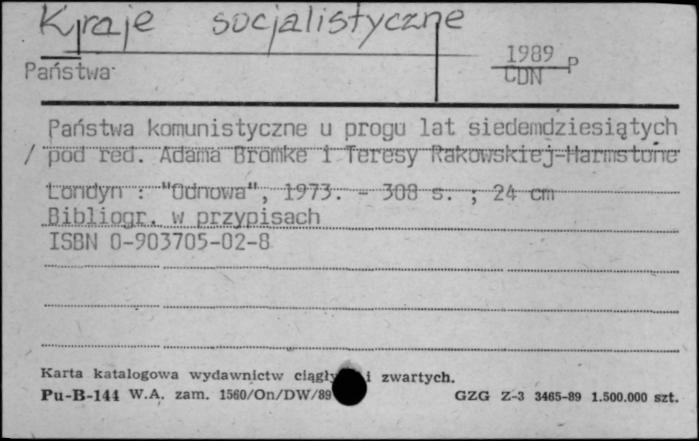 Kraje socjalistyczne
1989 P
Państwa CDN
Państwa komunistyczne u progu lat siedemdziesiątych
/ pod red. Adama Bromke i Teresy Rakowskiej-Harmstone
Londyn : "Odnowa", 1973. - 308 s. ; 24 cm
Bibliogr. w przypisach
ISBN 0-903705-02-8
Karta katalogowa wydawnictw i zwartych.
Pu-B-144 W.A. zam. 1560/On/DW/89 GZG Z-3 3465-89 1.500.000 szt.